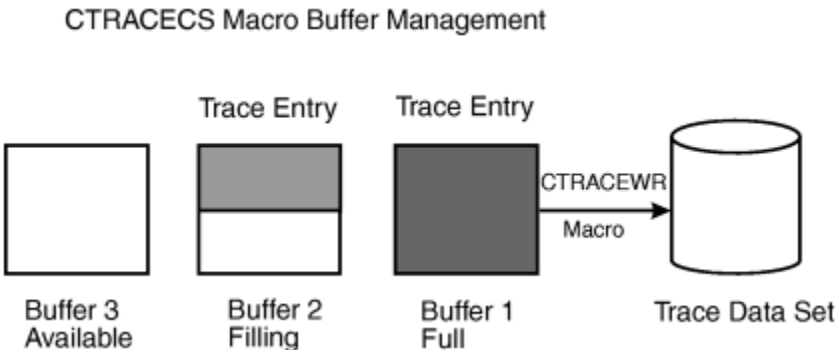 CTRACECS Macro Buffer Management
Trace Entry
Trace Entry
CTRACEWR
Macro
Buffer 3
Available
Buffer 2
Filling
Buffer 1
Full
Trace Data Set